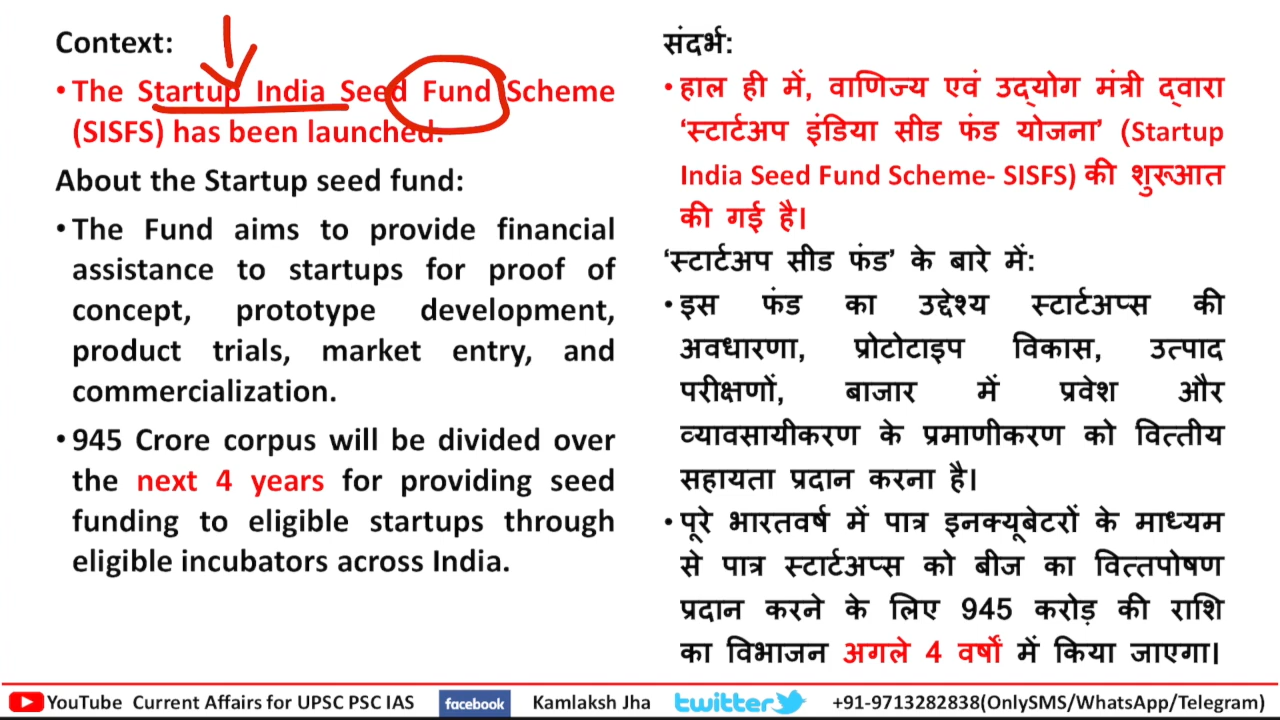 Context:
• The Startup India Seed Fund Scheme
(SISFS) has been launched.
About the Startup seed fund:
• The Fund aims to provide financial
assistance to startups for proof of
concept, prototype development,
product trials, market entry, and
commercialization.
• 945 Crore corpus will be divided over
the next 4 years for providing seed
funding to eligible startups through
eligible incubators across India.
संदर्भ:
• हाल ही में, वाणिज्य एवं उद्योग मंत्री द्वारा
‘स्टार्टअप इंडिया सीड फंड योजना’ (Startup
India Seed Fund Scheme- SISFS) की शुरूआत
की गई है।
‘स्टार्टअप सीड फंड’ के बारे में:
• इस फंड का उद्देश्य स्टार्टअप्स की
अवधारणा, प्रोटोटाइप विकास, उत्पाद
परीक्षणों, बाजार में प्रवेश और
व्यावसायीकरण के प्रमाणीकरण को वित्तीय
सहायता प्रदान करना है।
• पूरे भारतवर्ष में पात्र इनक्यूबेटरों के माध्यम
से पात्र स्टार्टअप्स को बीज का वित्तपोषण
प्रदान करने के लिए 945 करोड़ की राशि
का विभाजन अगले 4 वर्षों में किया जाएगा।
YouTube Current Affairs for UPSC PSC IAS facebook Kamlaksh Jha twitter +91-9713282838(OnlySMS/WhatsApp/Telegram)